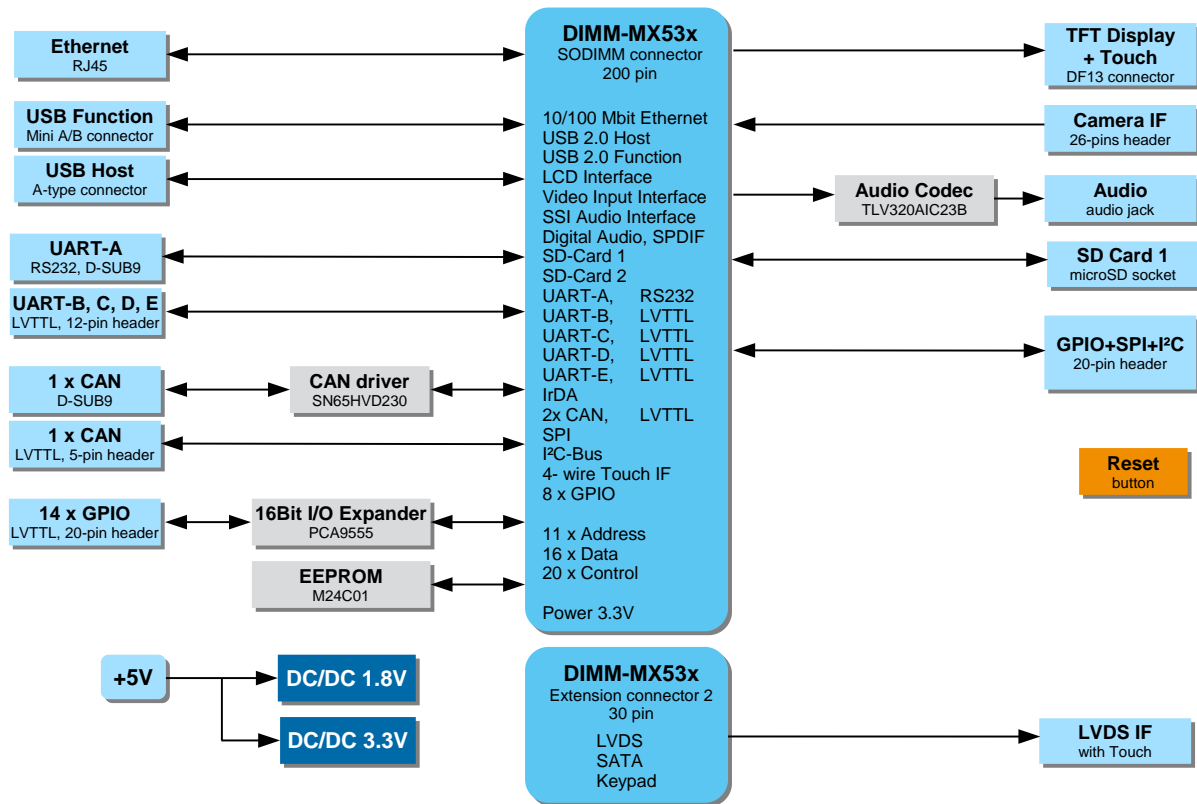 Ethernet
RJ45
USB Function
Mini A/B connector
USB Host
A-type connector
UART-A
RS232, D-SUB9
UART-B, C, D, E
LVTTL, 12-pin header
1 x CAN
D-SUB9
CAN driver
SN65HVD230
1 x CAN
LVTTL, 5-pin header
14 x GPIO
LVTTL, 20-pin header
16Bit I/O Expander
PCA9555
EEPROM
M24C01
+5V
DC/DC 1.8V
DC/DC 3.3V
DIMM-MX53x
SODIMM connector
200 pin
10/100 Mbit Ethernet
USB 2.0 Host
USB 2.0 Function
LCD Interface
Video Input Interface
SSI Audio Interface
Digital Audio, SPDIF
SD-Card 1
SD-Card 2
UART-A, RS232
UART-B, LVTTL
UART-C, LVTTL
UART-D, LVTTL
UART-E, LVTTL
IrDA
2x CAN, LVTTL
SPI
I²C-Bus
4- wire Touch IF
8 x GPIO
11 x Address
16 x Data
20 x Control
Power 3.3V
DIMM-MX53x
Extension connector 2
30 pin
LVDS
SATA
Keypad
TFT Display
+ Touch
DF13 connector
Camera IF
26-pins header
Audio Codec
TLV320AIC23B
Audio
audio jack
SD Card 1
microSD socket
GPIO+SPI+I²C
20-pin header
Reset
button
LVDS IF
with Touch